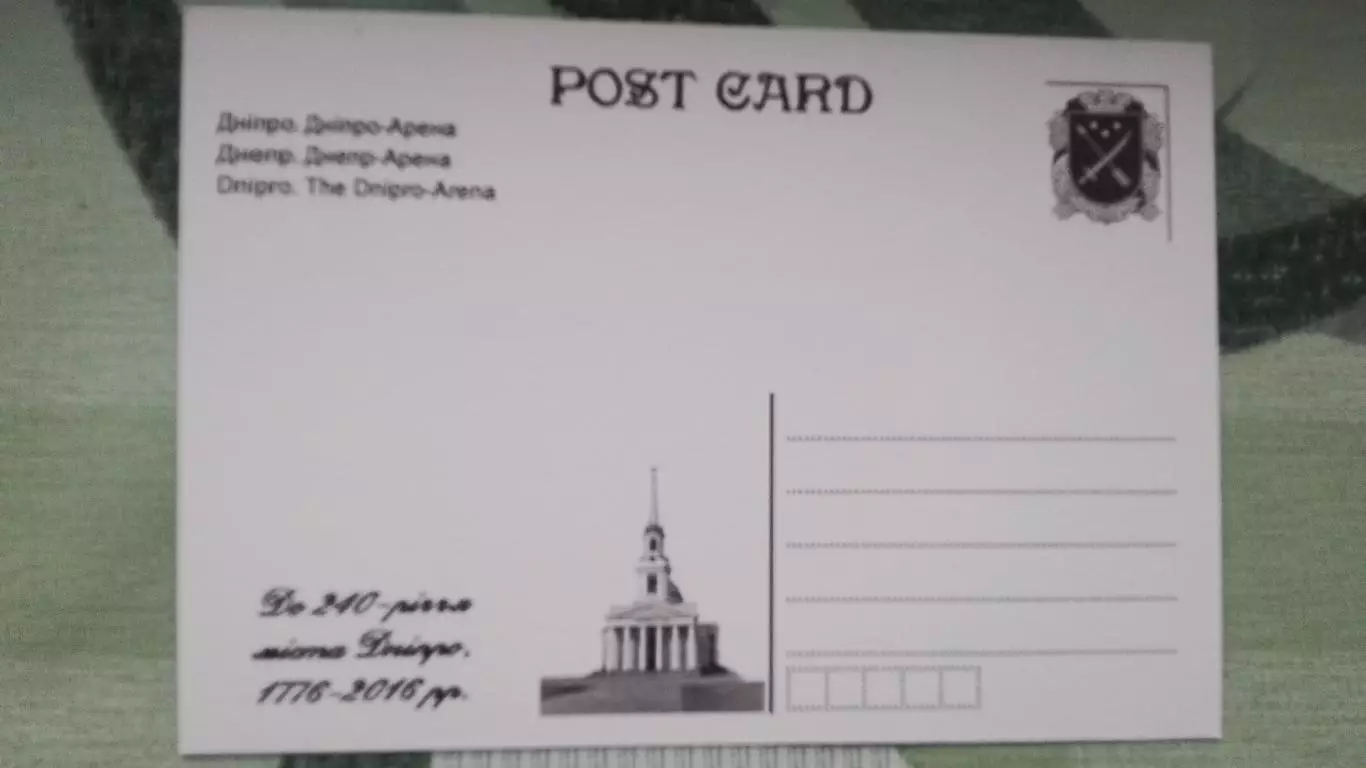 POST CARD
Дніпро. Дніпро-Арена
Днепр. Днепр-Арена
Dnipro. The Dnipro-Arena
До 240-річчя
міста Дніпро,
1776-2016 рр.